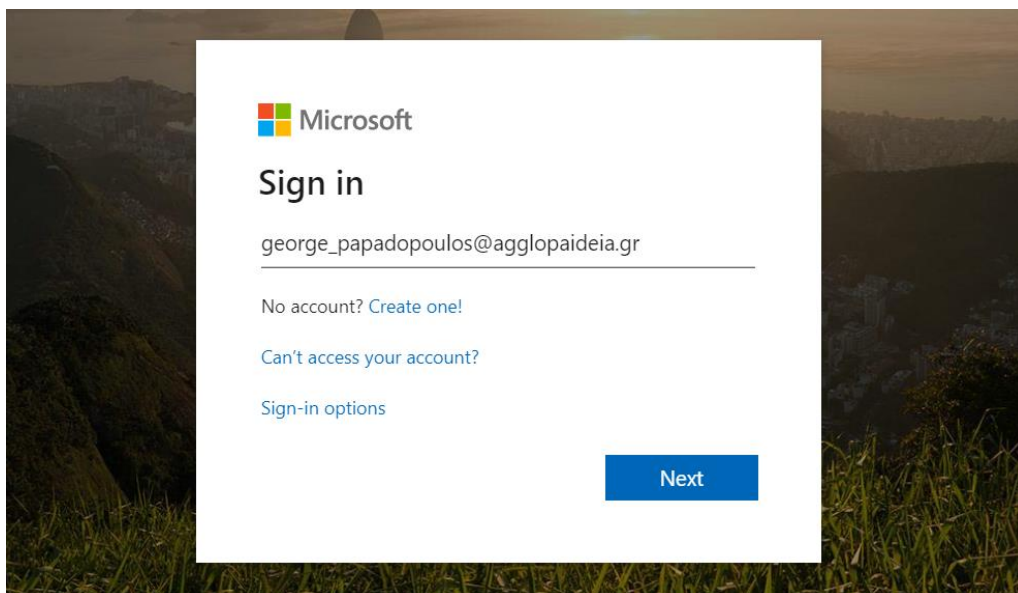 Microsoft
Sign in
george_papadopoulos@agglopaideia.gr
No account? Create one!
Can't access your account?
Sign-in options
Next